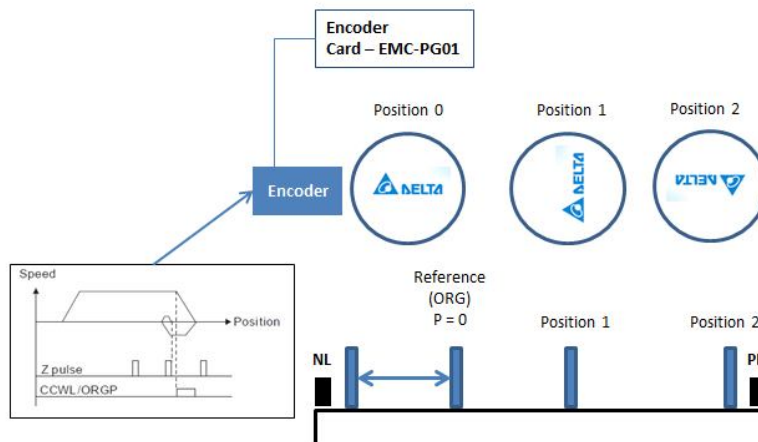 Encoder
Card – EMC-PG01
Position 0
Position 1
Position 2
Encoder
DELTA
DELTA
DELTA
Speed
Position
Z pulse
CCWL/ORGP
Reference
(ORG)
P = 0
Position 1
Position 2
NL